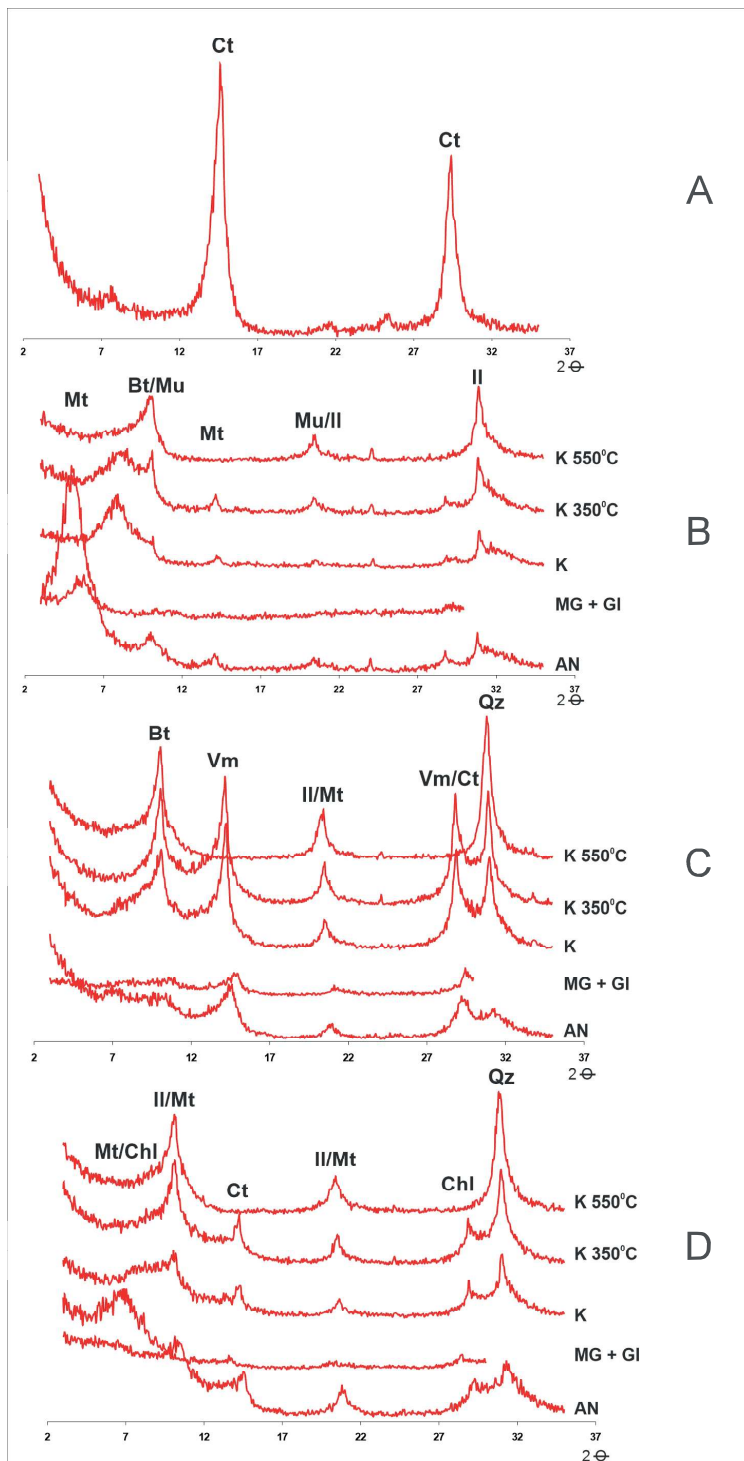 Ct
Ct
A
2 7 12 17 22 27 32 37
2Θ
Mt Bt/Mu Mt Mu/Il Il
K 550⁰C
K 350⁰C
B
K
MG + Gl
AN
2 7 12 17 22 27 32 37
2Θ
Bt Vm Il/Mt Vm/Ct Qz
K 550⁰C
C
K 350⁰C
K
MG + Gl
AN
2 7 12 17 22 27 32 37
2Θ
Mt/Chl Il/Mt Ct Il/Mt Chl Qz
K 550⁰C
D
K 350⁰C
K
MG + Gl
AN
2 7 12 17 22 27 32 37
2Θ